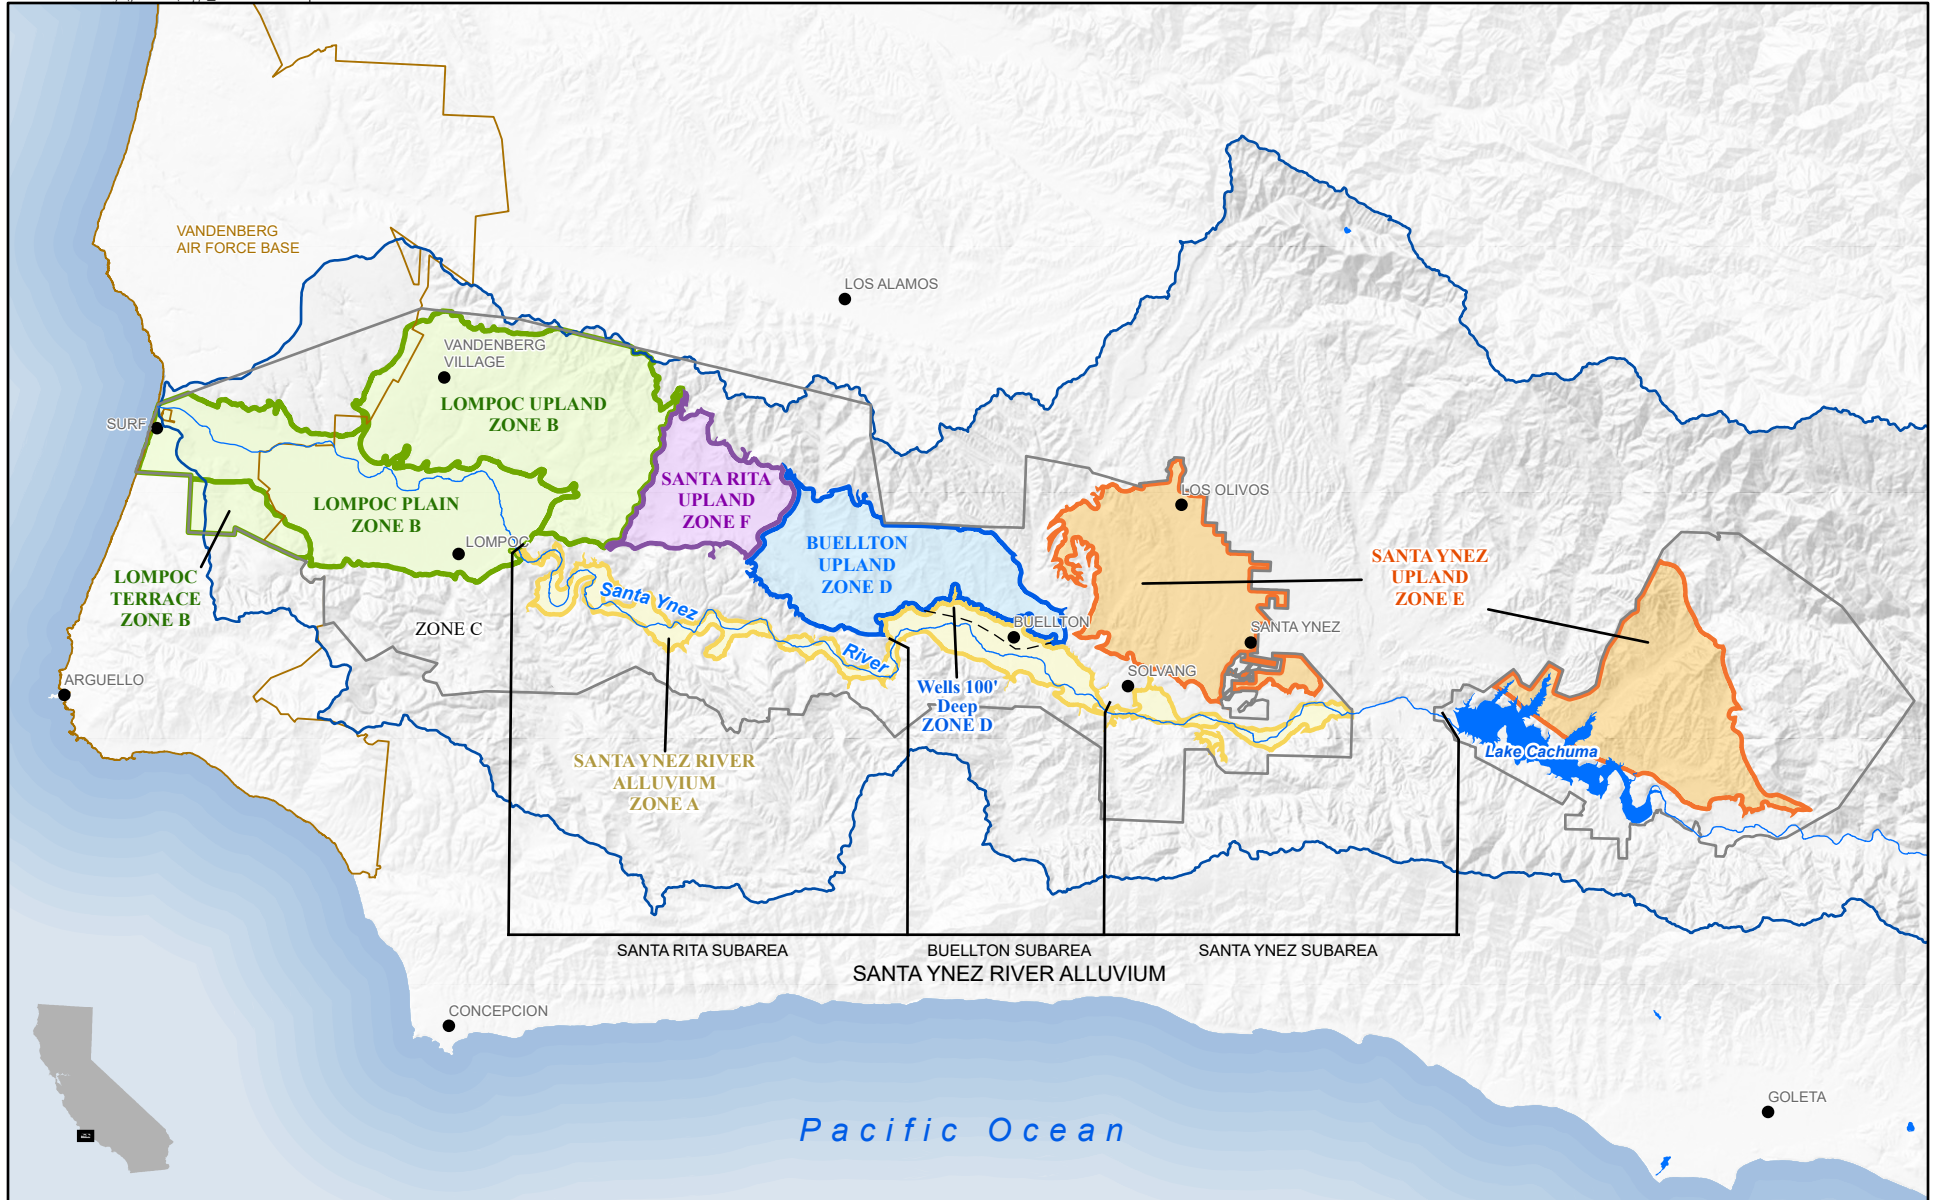 VANDENBERG
AIR FORCE BASE
LOS ALAMOS
VANDENBERG
VILLAGE
LOMPOC UPLAND
ZONE B
SURF
SANTA RITA
UPLAND
ZONE F
LOS OLIVOS
LOMPOC PLAIN
ZONE B
LOMPOC
BUELLTON
UPLAND
ZONE D
SANTA YNEZ
UPLAND
ZONE E
LOMPOC
TERRACE
ZONE B
ZONE C
Santa Ynez
River
BUELLTON
SANTA YNEZ
SOLVANG
ARGUELLO
Wells 100'
Deep
ZONE D
Lake Cachuma
SANTA YNEZ RIVER
ALLUVIUM
ZONE A
SANTA RITA SUBAREA
BUELLTON SUBAREA
SANTA YNEZ SUBAREA
SANTA YNEZ RIVER ALLUVIUM
CONCEPCION
GOLETA
Pacific Ocean